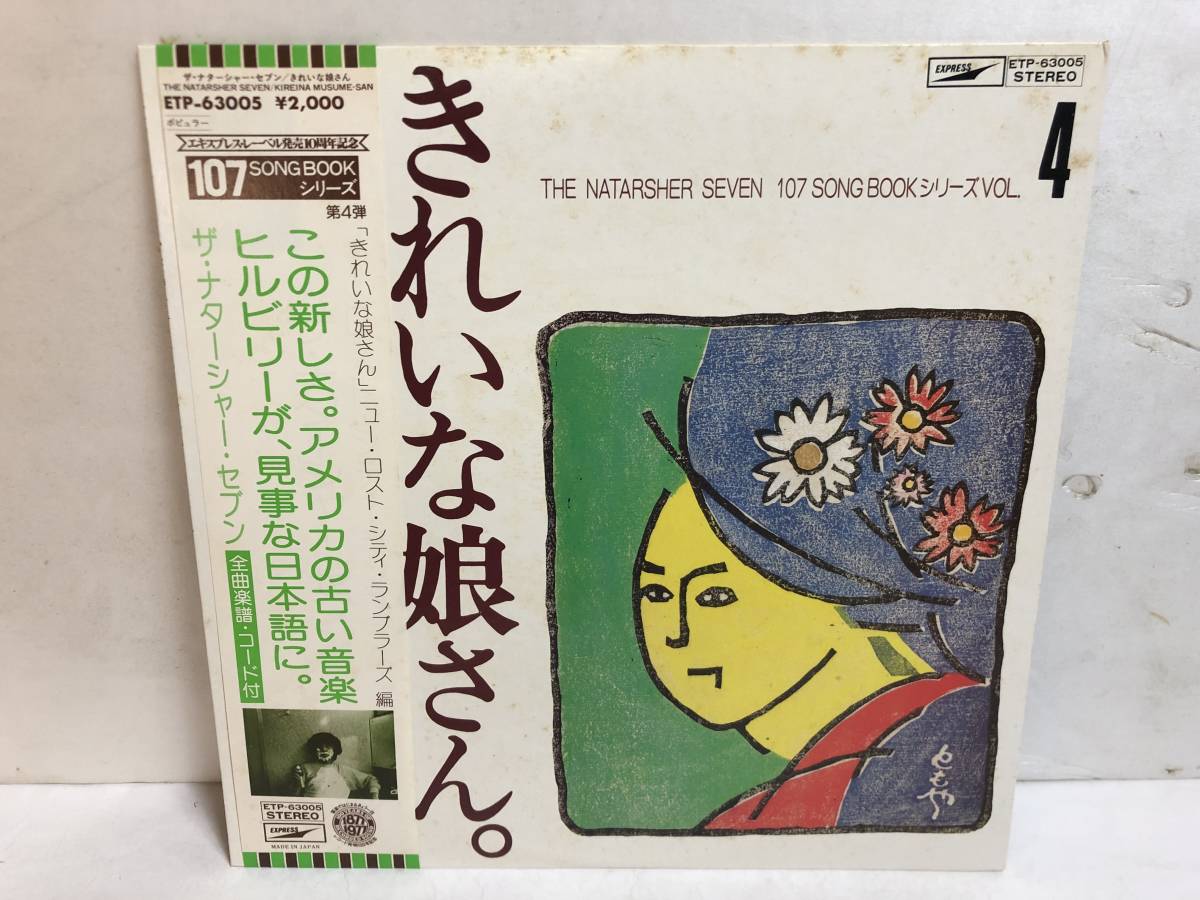 ザ・ナターシャー・セブン/きれいな娘さん
THE NATARSHER SEVEN/KIREINA MUSUME-SAN
ETP-63005 ¥2,000
ポピュラー
エキスプレス・レーベル発売10周年記念
107 SONG BOOK
シリーズ
第4弾
「きれいな娘さん」ニュー・ロスト・シティ・ランブラーズ 編
この新しさ。アメリカの古い音楽
ヒルビリーが、見事な日本語に。
ザ・ナターシャー・セブン
全曲楽譜・コード付
ETP-63005
STEREO
EXPRESS
MADE IN JAPAN
1877
1977
きれいな娘さん。
EXPRESS
ETP-63005
STEREO
THE NATARSHER SEVEN 107 SONG BOOKシリーズVOL.
4
ともや